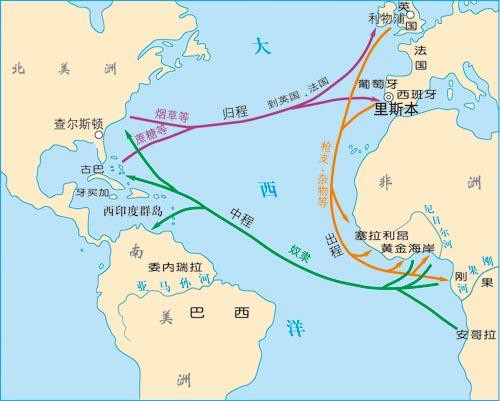 大
西
洋
北美洲
南
美
洲
非洲
英
国
利物浦
法
国
葡萄牙
西班牙
里斯本
查尔斯顿
烟草等
蔗糖等
归程
到英国、法国
古巴
牙买加
西印度群岛
中程
奴隶
枪支、杂物等
出程
塞拉利昂
黄金海岸
尼日尔河
刚果河
刚
果
安哥拉
委内瑞拉
亚马孙河
巴西